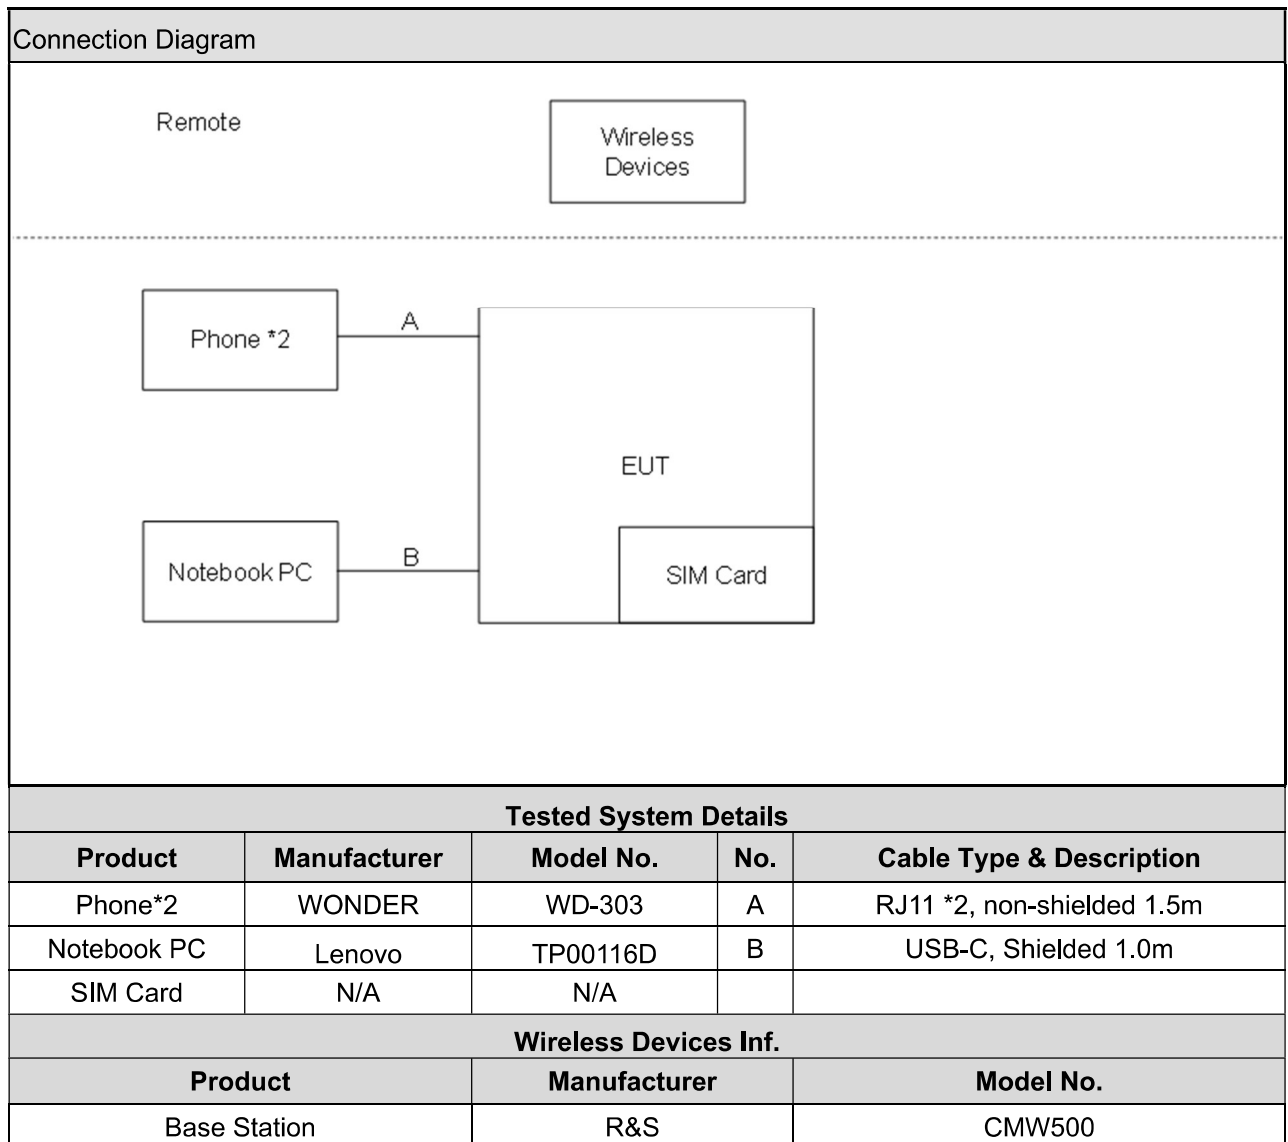 Connection Diagram
Remote
Wireless
Devices
Phone *2
A
EUT
Notebook PC
B
SIM Card
Tested System Details
Product Manufacturer Model No. No. Cable Type & Description
Phone*2 WONDER WD-303 A RJ11 *2, non-shielded 1.5m
Notebook PC Lenovo TP00116D B USB-C, Shielded 1.0m
SIM Card N/A N/A
Wireless Devices Inf.
Product Manufacturer Model No.
Base Station R&S CMW500